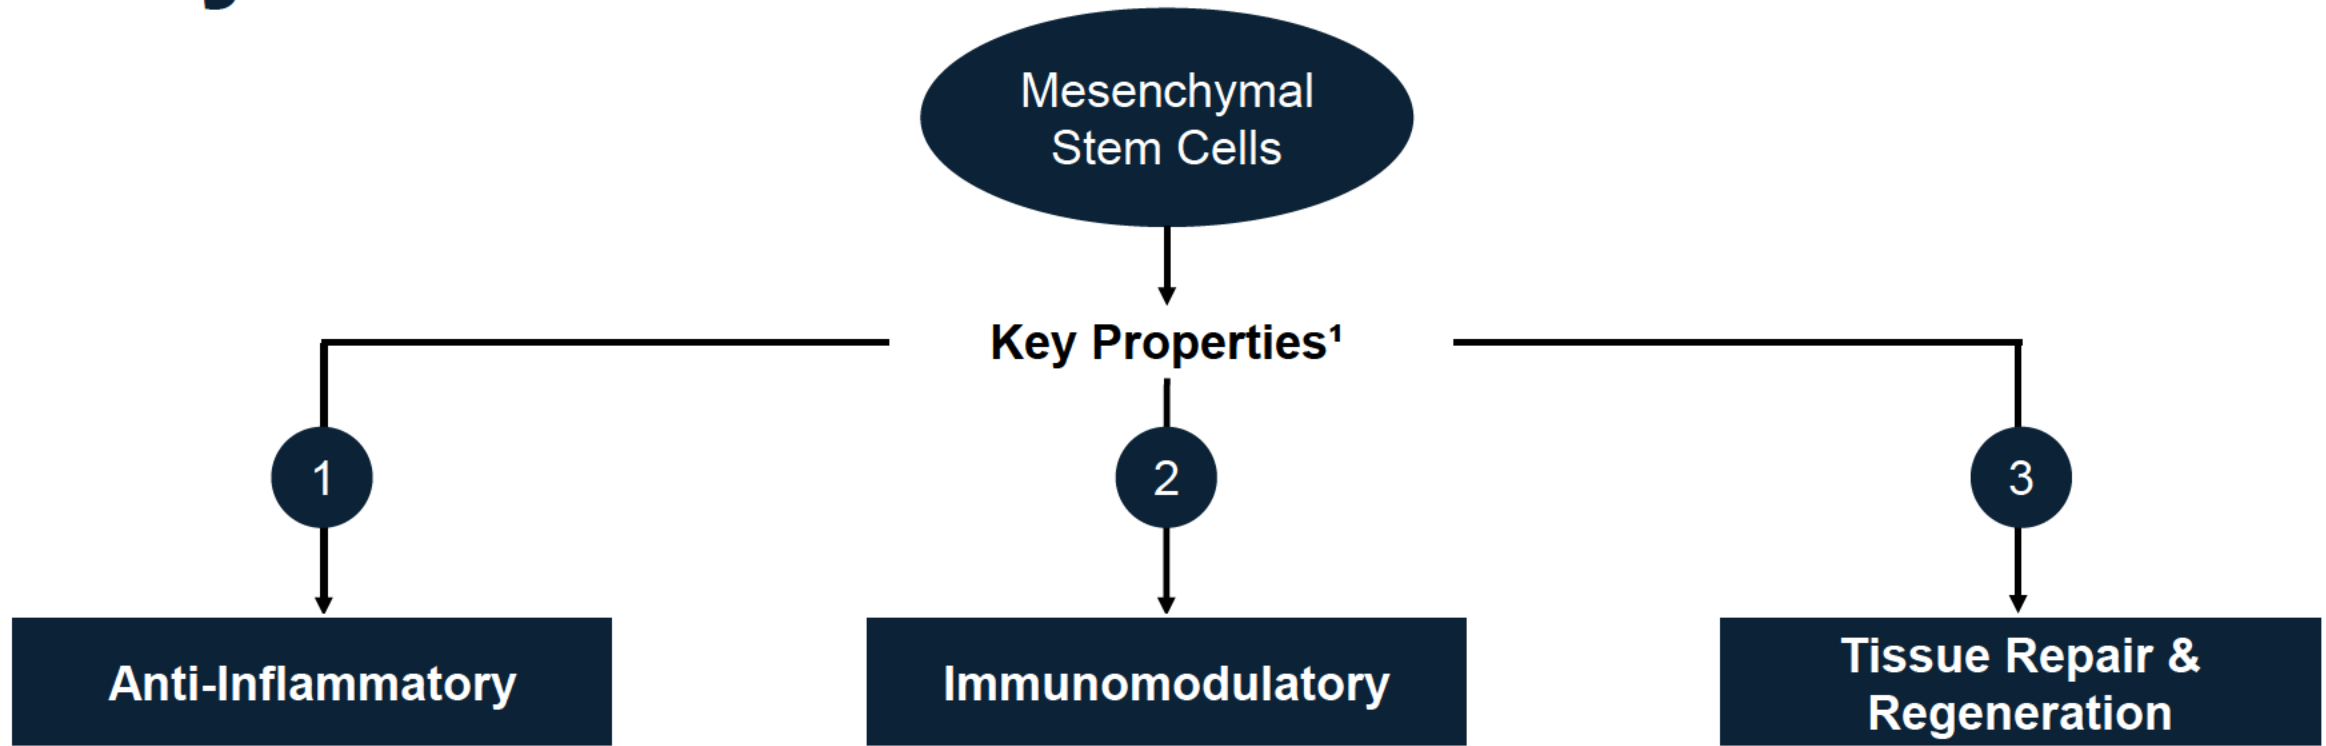 Mesenchymal
Stem Cells
Key Properties¹
1
2
3
Anti-Inflammatory
Immunomodulatory
Tissue Repair &
Regeneration